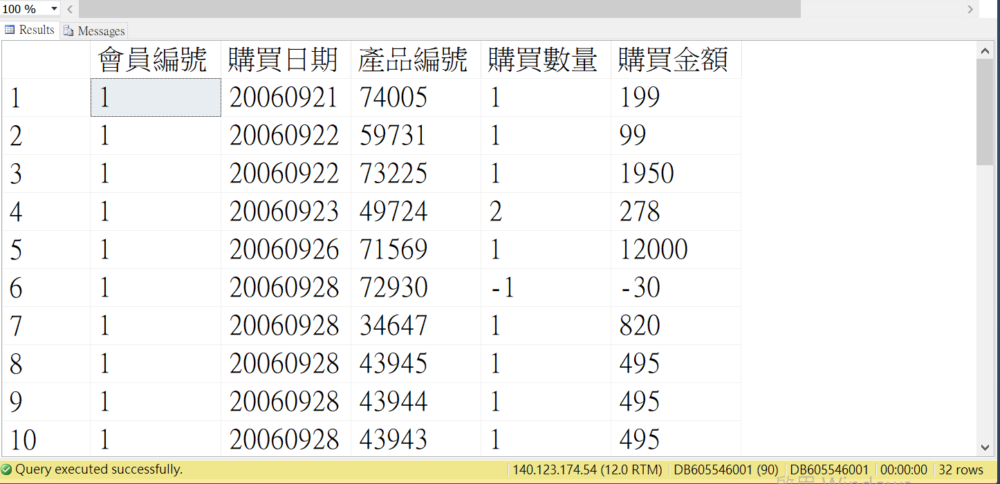 100 %
Results Messages
會員編號 購買日期 產品編號 購買數量 購買金額
1 1 20060921 74005 1 199
2 1 20060922 59731 1 99
3 1 20060922 73225 1 1950
4 1 20060923 49724 2 278
5 1 20060926 71569 1 12000
6 1 20060928 72930 -1 -30
7 1 20060928 34647 1 820
8 1 20060928 43945 1 495
9 1 20060928 43944 1 495
10 1 20060928 43943 1 495
Query executed successfully. 140.123.174.54 (12.0 RTM) DB605546001 (90) DB605546001 00:00:00 32 rows
啟用 Windows